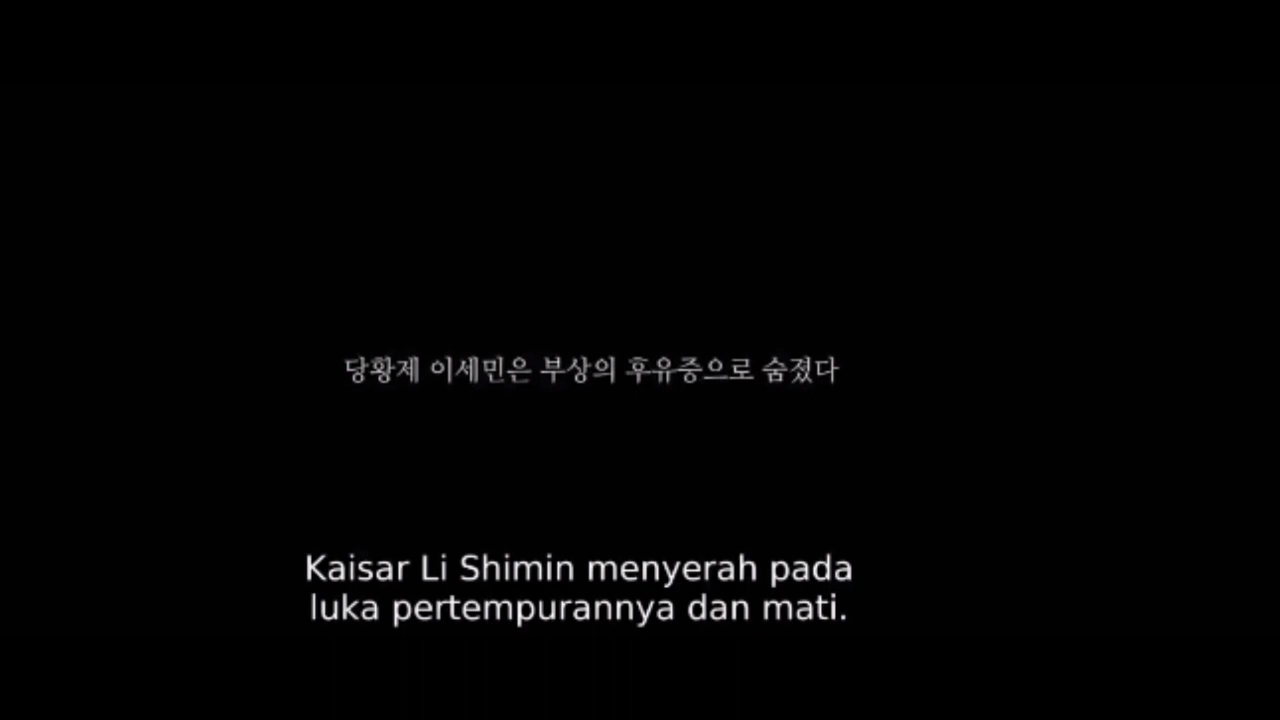 당황제 이세민은 부상의 후유증으로 숨졌다
Kaisar Li Shimin menyerah pada
luka pertempurannya dan mati.